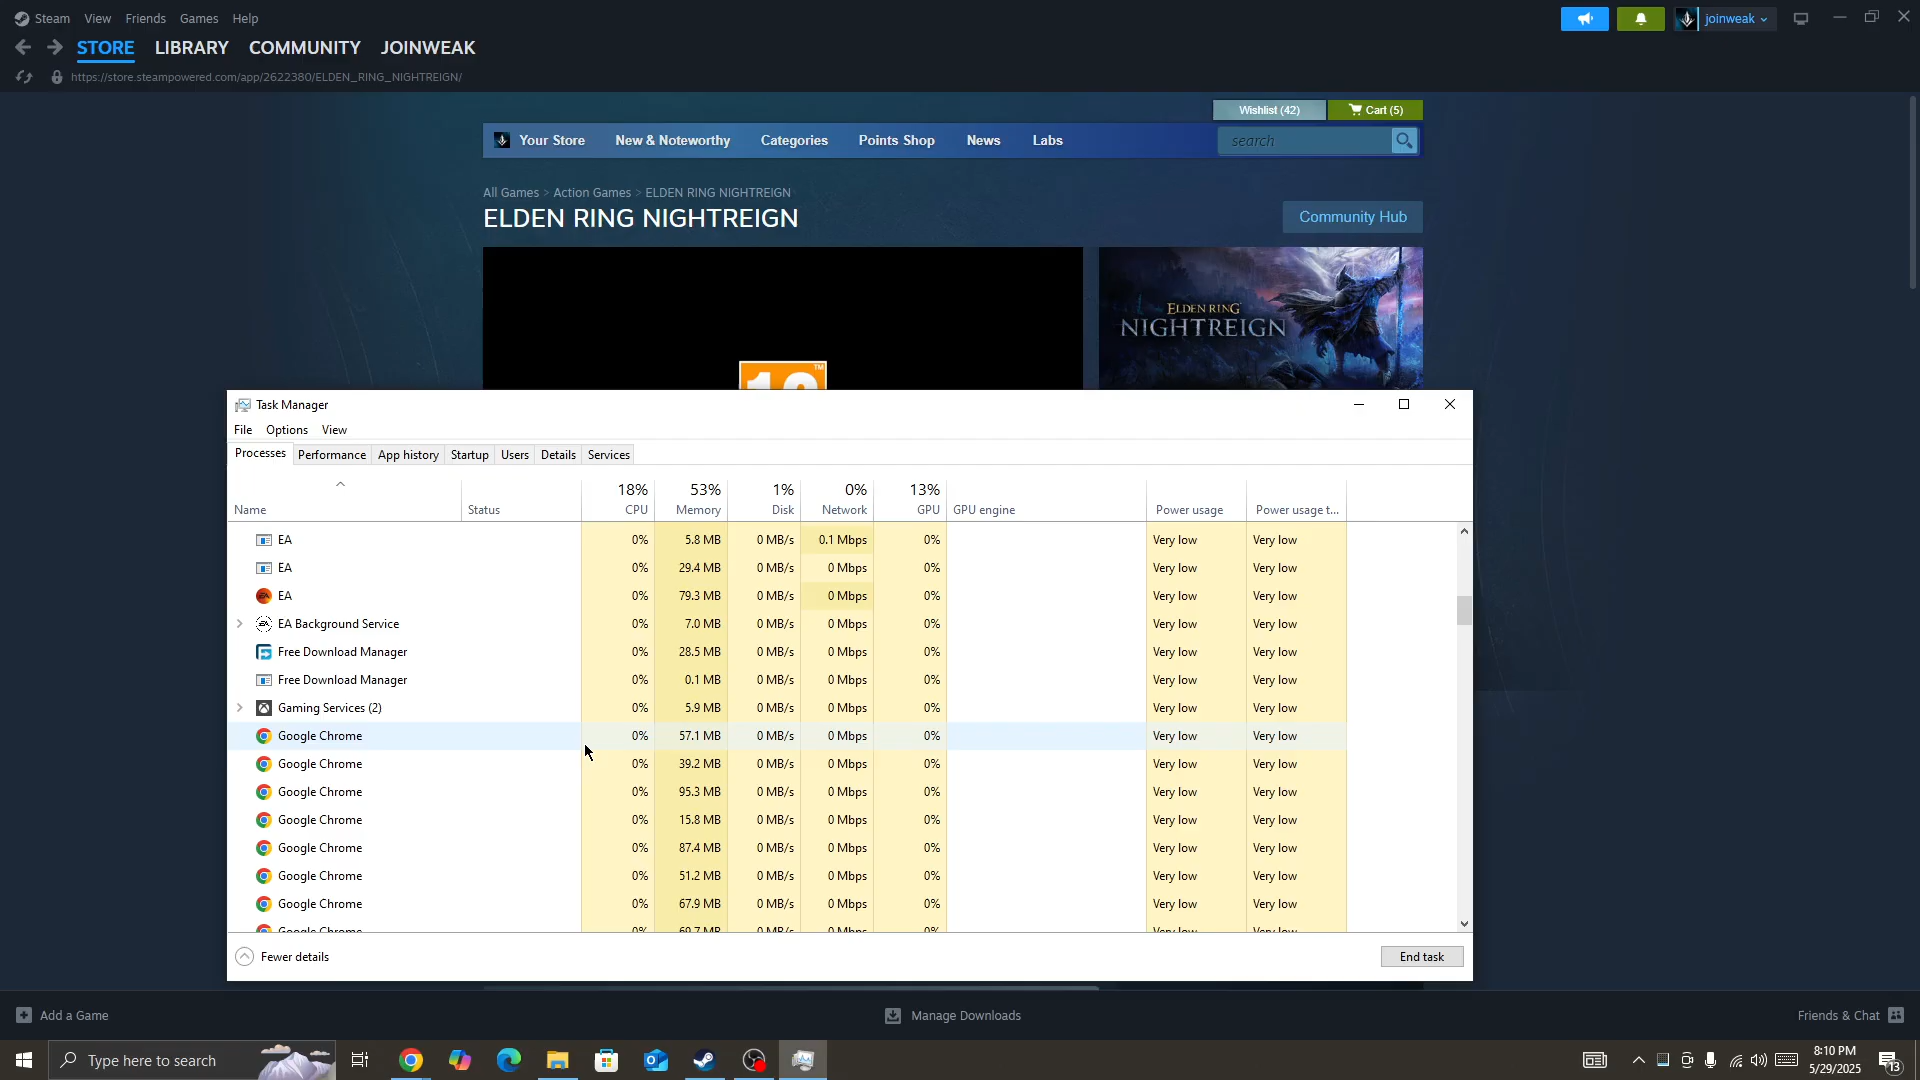 Steam View Friends Games Help
joinweak
STORE LIBRARY COMMUNITY JOINWEAK
https://store.steampowered.com/app/2622380/ELDEN_RING_NIGHTREIGN/
Wishlist (42) Cart (5)
Your Store New & Noteworthy Categories Points Shop News Labs search
All Games > Action Games > ELDEN RING NIGHTREIGN
ELDEN RING NIGHTREIGN
Community Hub
ELDEN RING
NIGHTREIGN
Task Manager
File Options View
Processes Performance App history Startup Users Details Services
18% 53% 1% 0% 13%
Name Status CPU Memory Disk Network GPU GPU engine Power usage Power usage t...
EA 0% 5.8 MB 0 MB/s 0.1 Mbps 0% Very low Very low
EA 0% 29.4 MB 0 MB/s 0 Mbps 0% Very low Very low
EA 0% 79.3 MB 0 MB/s 0 Mbps 0% Very low Very low
EA Background Service 0% 7.0 MB 0 MB/s 0 Mbps 0% Very low Very low
Free Download Manager 0% 28.5 MB 0 MB/s 0 Mbps 0% Very low Very low
Free Download Manager 0% 0.1 MB 0 MB/s 0 Mbps 0% Very low Very low
Gaming Services (2) 0% 5.9 MB 0 MB/s 0 Mbps 0% Very low Very low
Google Chrome 0% 57.1 MB 0 MB/s 0 Mbps 0% Very low Very low
Google Chrome 0% 39.2 MB 0 MB/s 0 Mbps 0% Very low Very low
Google Chrome 0% 95.3 MB 0 MB/s 0 Mbps 0% Very low Very low
Google Chrome 0% 15.8 MB 0 MB/s 0 Mbps 0% Very low Very low
Google Chrome 0% 87.4 MB 0 MB/s 0 Mbps 0% Very low Very low
Google Chrome 0% 51.2 MB 0 MB/s 0 Mbps 0% Very low Very low
Google Chrome 0% 67.9 MB 0 MB/s 0 Mbps 0% Very low Very low
Google Chrome 0% 69.7 MB 0 MB/s 0 Mbps 0% Very low Very low
Fewer details End task
Add a Game Manage Downloads Friends & Chat
Type here to search
8:10 PM
5/29/2025
13